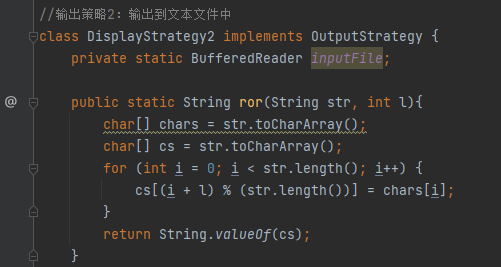 //输出策略2：输出到文本文件中
class DisplayStrategy2 implements OutputStrategy {
    private static BufferedReader inputFile;
@
    public static String ror(String str, int l){
        char[] chars = str.toCharArray();
        char[] cs = str.toCharArray();
        for (int i = 0; i < str.length(); i++) {
            cs[(i + l) % (str.length())] = chars[i];
        }
        return String.valueOf(cs);
    }